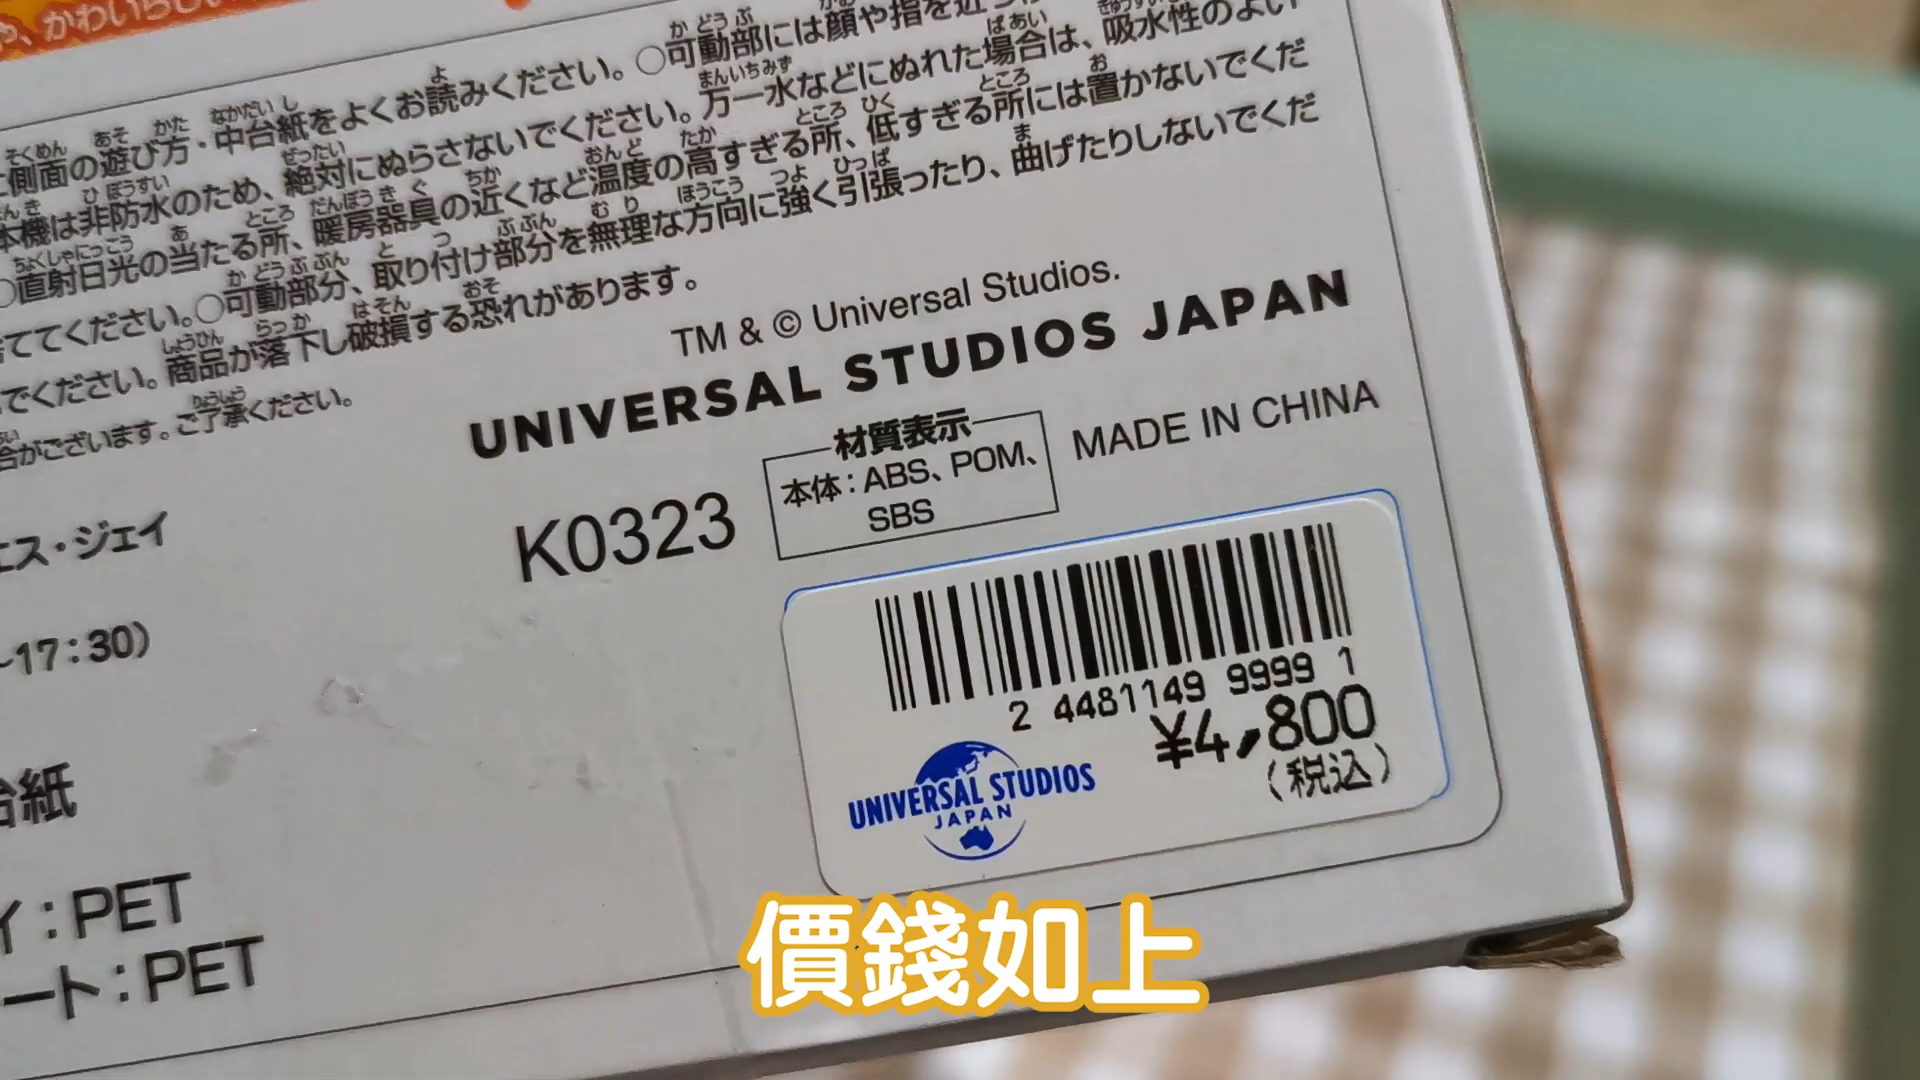 や、かわいらしい
側面の遊び方・中台紙をよくお読みください。○可動部には顔や指を近
本機は非防水のため、絶対にぬらさないでください。万一水などにぬれた場合は、吸水性のよい
○直射日光の当たる所、暖房器具の近くなど温度の高すぎる所、低すぎる所には置かないでくだ
ててください。○可動部分、取り付け部分を無理な方向に強く引張ったり、曲げたりしないでくだ
でください。商品が落下し破損する恐れがあります。
合がございます。ご了承ください。
TM & © Universal Studios.
UNIVERSAL STUDIOS JAPAN
材質表示
本体：ABS、POM、
SBS
MADE IN CHINA
K0323
エス・ジェイ
~17：30）
台紙
イ：PET
ート：PET
2 4481149 9999 1
¥4,800
（税込）
UNIVERSAL STUDIOS
JAPAN
價錢如上